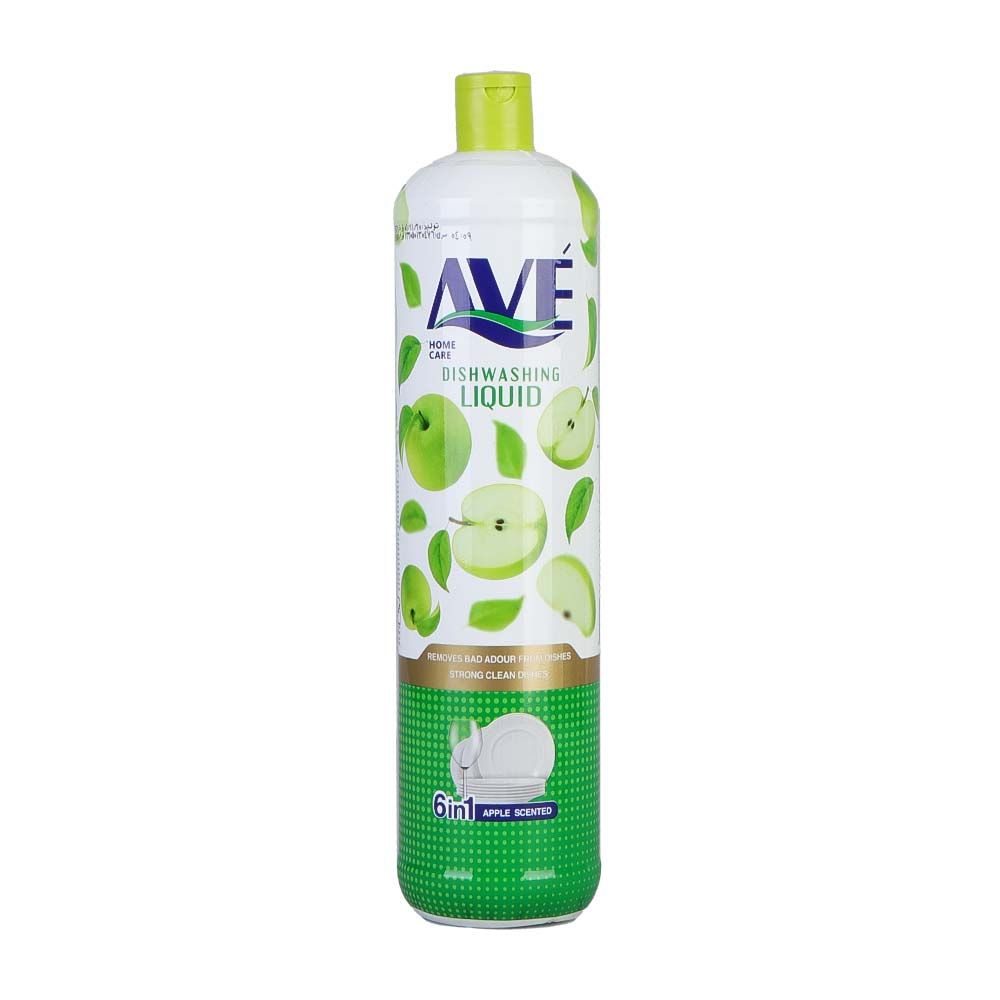 AVÉ
HOME
CARE
DISHWASHING
LIQUID
REMOVES BAD ADOUR FROM DISHES
STRONG CLEAN DISHES
6in1 APPLE SCENTED